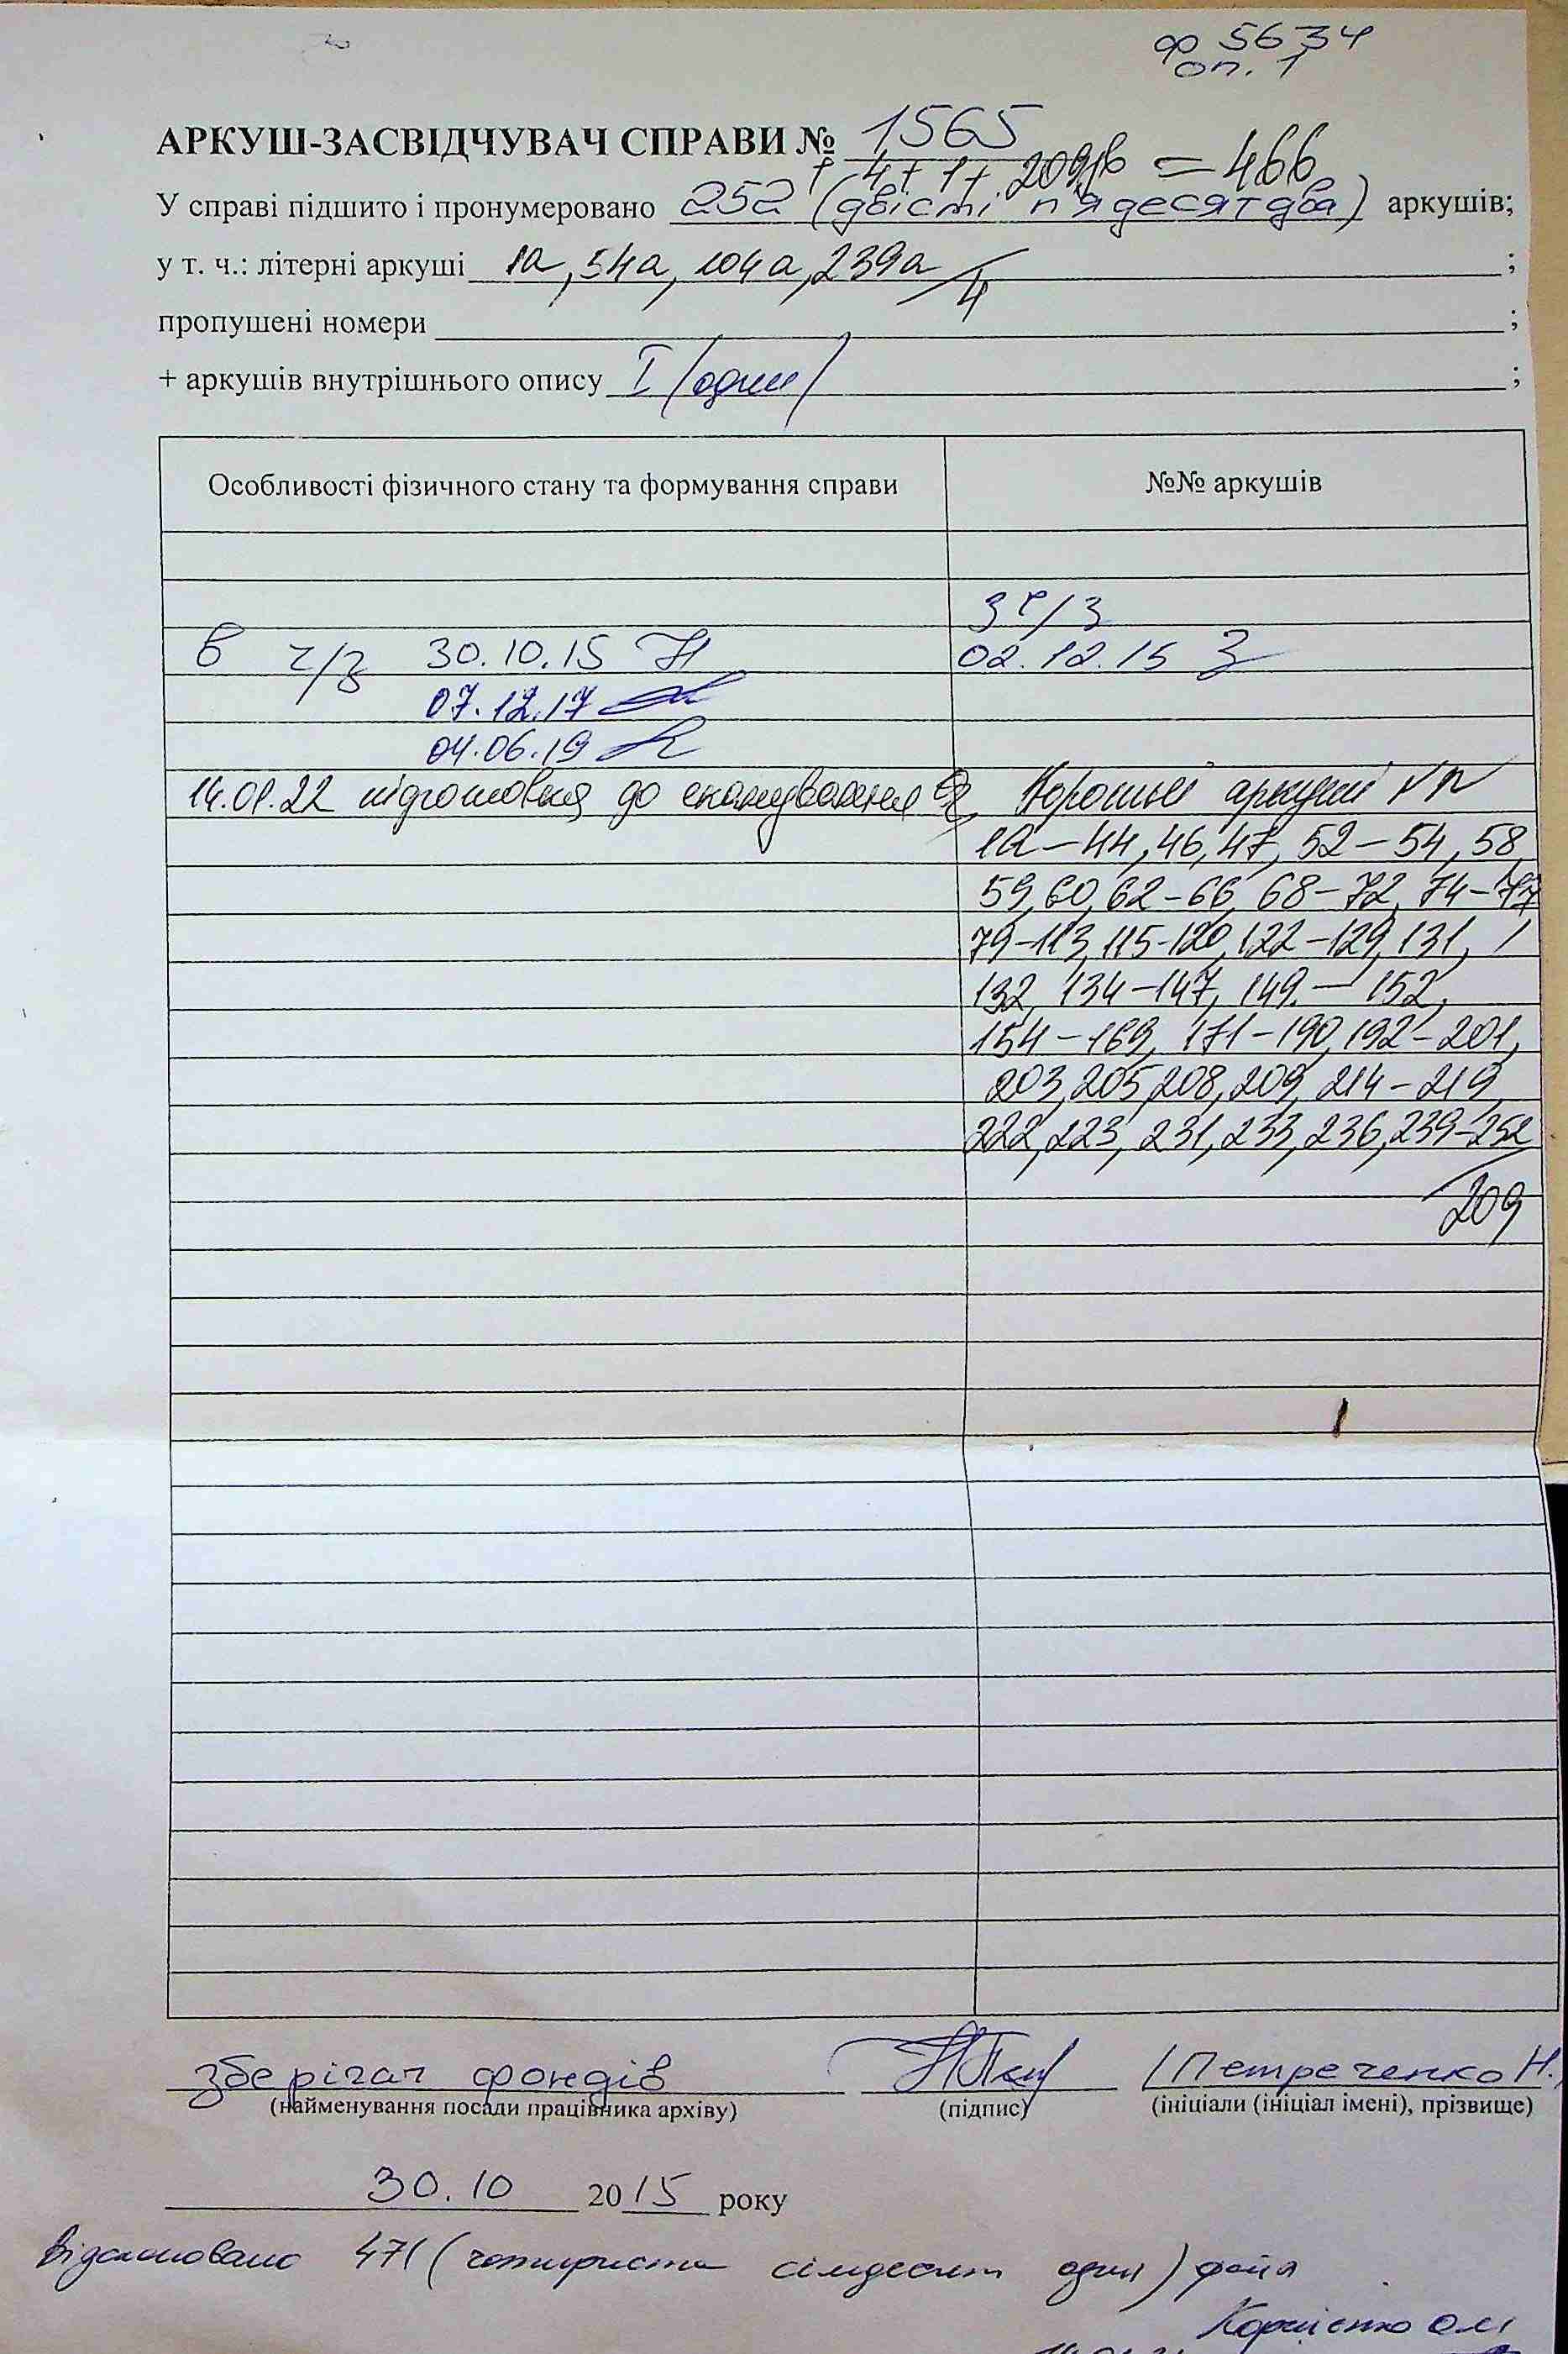 ф 5634
оп. 1
АРКУШ-ЗАСВІДЧУВАЧ СПРАВИ № 1565
+ 4 + 1 + 209 зв = 466
У справі підшито і пронумеровано 252 (двісті п'ядесят два) аркушів;
у т. ч.: літерні аркуші 1а, 54а, 104а, 239а / 4 ;
пропущені номери ;
+ аркушів внутрішнього опису I (один) ;
Особливості фізичного стану та формування справи
№№ аркушів
З ч/з
в ч/з 30.10.15
02.12.15
07.12.17
04.06.19
14.01.22 підготовка до сканування
аркуші №№
1а – 44, 46, 47, 52 – 54, 58,
59, 60, 62 – 66, 68 – 72, 74 – 77
79 – 113, 115 – 120, 122 – 129, 131,
132, 134 – 147, 149 – 152,
154 – 169, 171 – 190, 192 – 201,
203, 205, 208, 209, 214 – 219,
222, 223, 231, 233, 236, 239 – 252
209
зберігач фондів /Петреченко Н./
(найменування посади працівника архіву) (підпис) (ініціали (ініціал імені), прізвище)
30.10 2015 року
Відскановано 471 (чотириста сімдесят один) файл